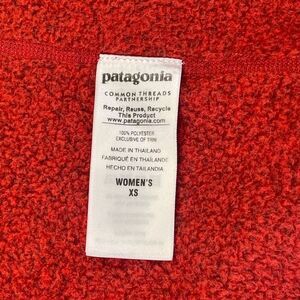 patagonia
COMMON THREADS
PARTNERSHIP
Repair, Reuse, Recycle
This Product
www.patagonia.com
100% POLYESTER
EXCLUSIVE OF TRIM
MADE IN THAILAND
FABRIQUÉ EN THAÏLANDE
HECHO EN TAILANDIA
WOMEN'S
XS